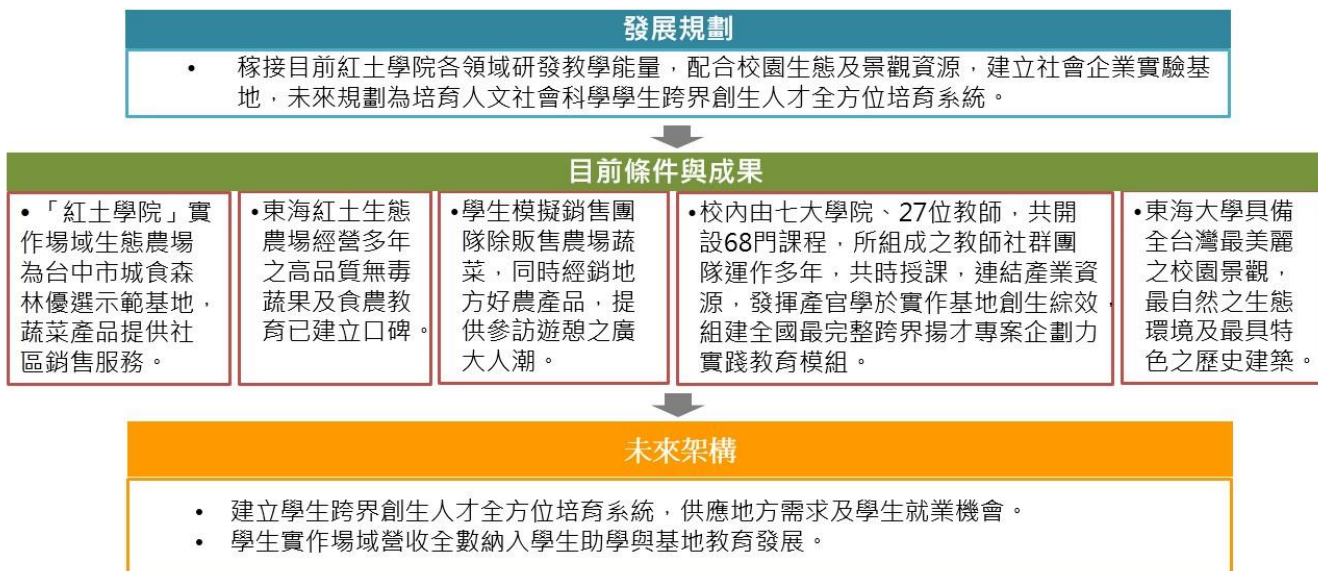 發展規劃
• 稼接目前紅土學院各領域研發教學能量，配合校園生態及景觀資源，建立社會企業實驗基
地，未來規劃為培育人文社會科學學生跨界創生人才全方位培育系統。
目前條件與成果
•「紅土學院」實
作場域生態農場
為台中市城食森
林優選示範基地，
蔬菜產品提供社
區銷售服務。
•東海紅土生態
農場經營多年
之高品質無毒
蔬果及食農教
育已建立口碑。
•學生模擬銷售團
隊除販售農場蔬
菜，同時經銷地
方好農產品，提
供參訪遊憩之廣
大人潮。
•校內由七大學院、27位教師，共開
設68門課程，所組成之教師社群團
隊運作多年，共時授課，連結產業資
源，發揮產官學於實作基地創生綜效，
組建全國最完整跨界揚才專案企劃力
實踐教育模組。
•東海大學具備
全台灣最美麗
之校園景觀，
最自然之生態
環境及最具特
色之歷史建築。
未來架構
• 建立學生跨界創生人才全方位培育系統，供應地方需求及學生就業機會。
• 學生實作場域營收全數納入學生助學與基地教育發展。